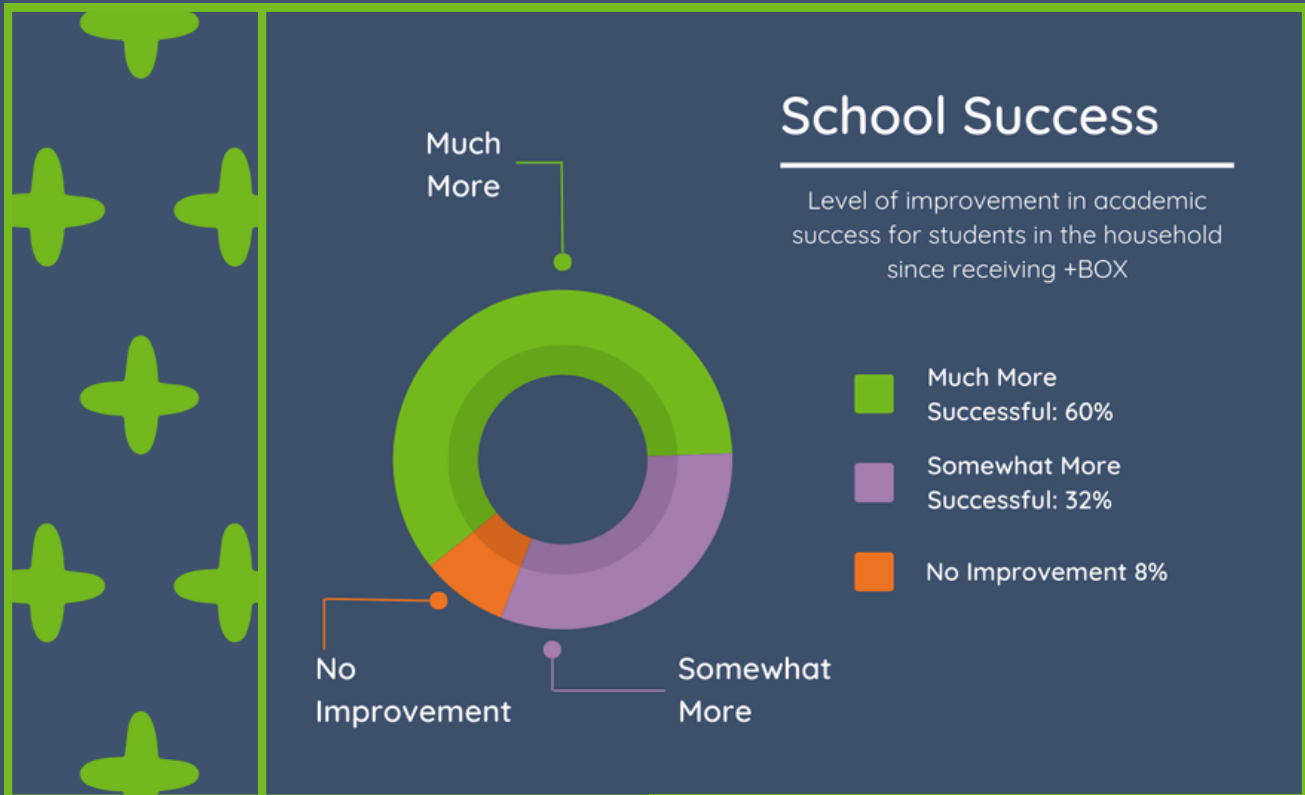 School Success
Level of improvement in academic
success for students in the household
since receiving +BOX
Much
More
Much More
Successful: 60%
Somewhat More
Successful: 32%
No Improvement 8%
No
Improvement
Somewhat
More